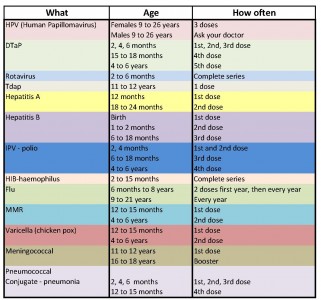 What Age How often
HPV (Human Papillomavirus) Females 9 to 26 years 3 doses
Males 9 to 26 years Ask your doctor
DTaP 2, 4, 6 months 1st, 2nd, 3rd dose
15 to 18 months 4th dose
4 to 6 years 5th dose
Rotavirus 2 to 6 months Complete series
Tdap 11 to 12 years 1 dose
Hepatitis A 12 months 1st dose
18 to 24 months 2nd dose
Hepatitis B Birth 1st dose
1 to 2 months 2nd dose
6 to 18 months 3rd dose
IPV - polio 2, 4 months 1st and 2nd dose
6 to 18 months 3rd dose
4 to 6 years 4th dose
HIB-haemophilus 2 to 15 months Complete series
Flu 6 months to 8 years 2 doses first year, then every year
9 to 21 years Every year
MMR 12 to 15 months 1st dose
4 to 6 years 2nd dose
Varicella (chicken pox) 12 to 15 months 1st dose
4 to 6 years 2nd dose
Meningococcal 11 to 12 years 1st dose
16 to 18 years Booster
Pneumococcal
Conjugate - pneumonia 2, 4, 6 months 1st, 2nd, 3rd dose
12 to 15 months 4th dose